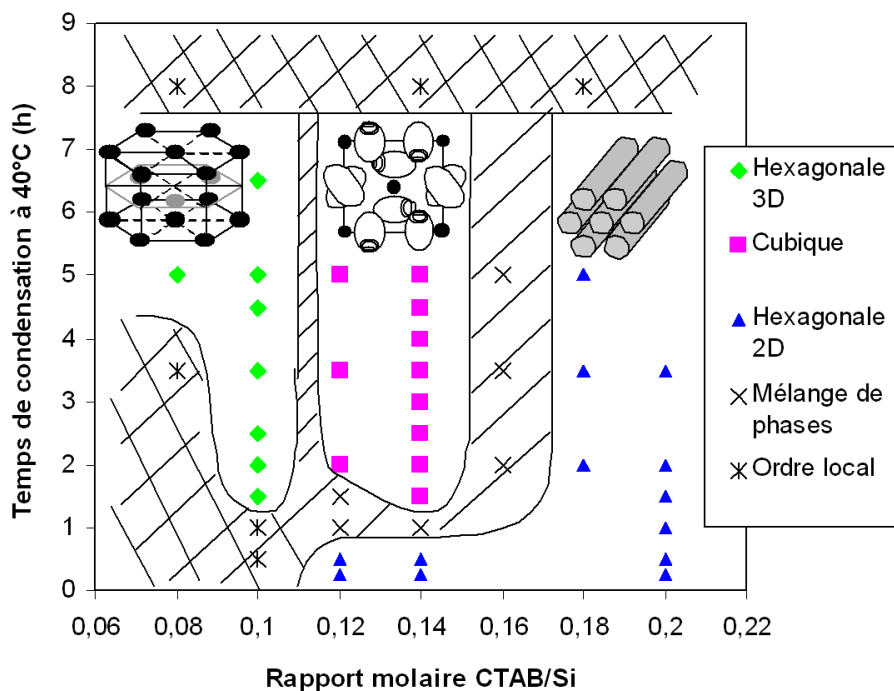 9
8
7
6
5
4
3
2
1
0
Temps de condensation à 40°C (h)
0,06 0,08 0,1 0,12 0,14 0,16 0,18 0,2 0,22
Rapport molaire CTAB/Si
Hexagonale
3D
Cubique
Hexagonale
2D
Mélange de
phases
Ordre local